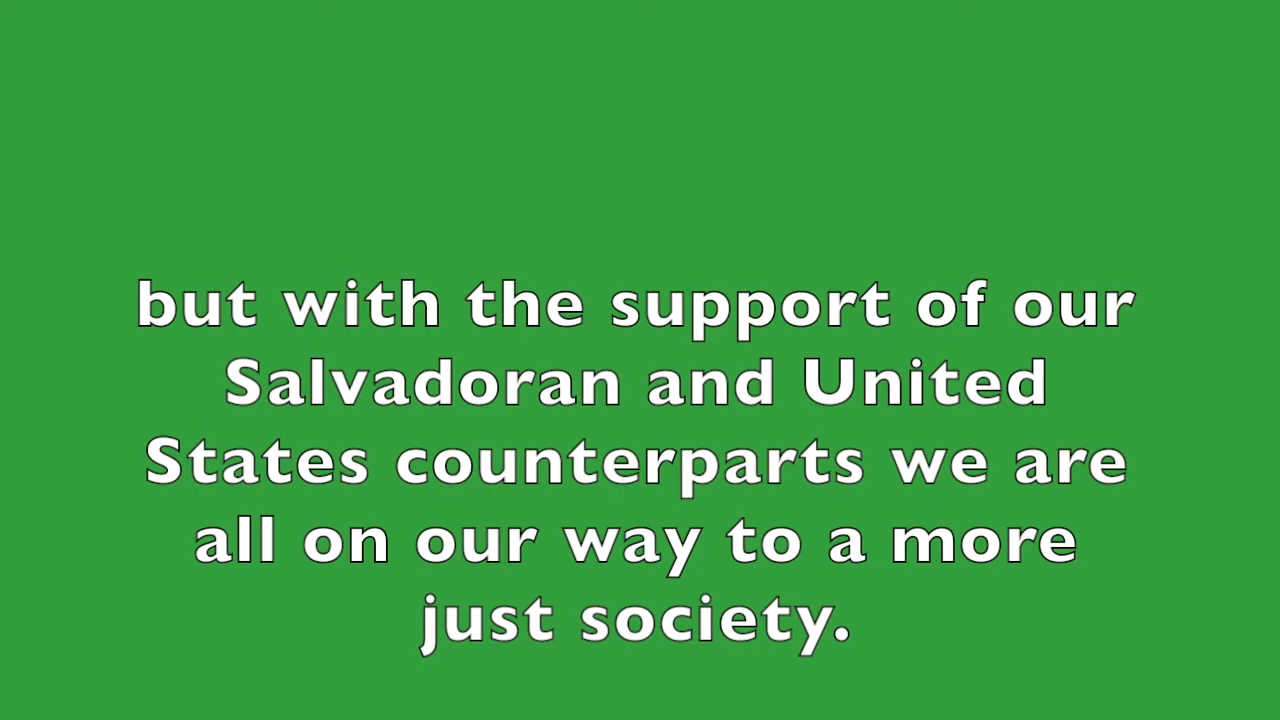 but with the support of our
Salvadoran and United
States counterparts we are
all on our way to a more
just society.